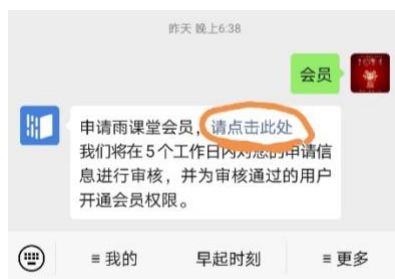 昨天 晚上6:38
会员
申请雨课堂会员，请点击此处
我们将在5个工作日内对您的申请信
息进行审核，并为审核通过的用户
开通会员权限。
≡ 我的 早起时刻 ≡ 更多